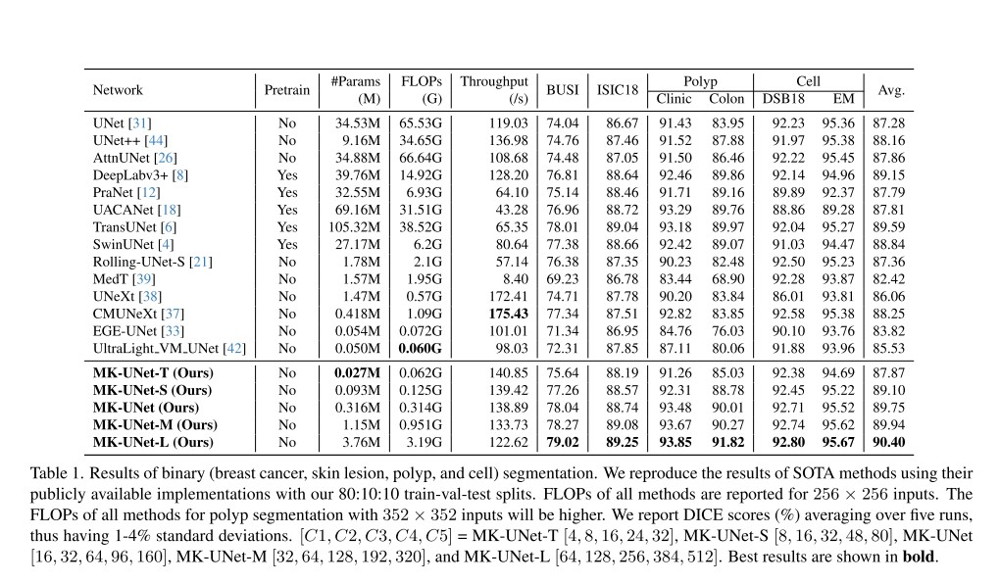 Network Pretrain #Params (M) FLOPs (G) Throughput (/s) BUSI ISIC18 Polyp Cell Avg.
Clinic Colon DSB18 EM
UNet [31] No 34.53M 65.53G 119.03 74.04 86.67 91.43 83.95 92.23 95.36 87.28
UNet++ [44] No 9.16M 34.65G 136.98 74.76 87.46 91.52 87.88 91.97 95.38 88.16
AttnUNet [26] No 34.88M 66.64G 108.68 74.48 87.05 91.50 86.46 92.22 95.45 87.86
DeepLabv3+ [8] Yes 39.76M 14.92G 128.20 76.81 88.64 92.46 89.86 92.14 94.96 89.15
PraNet [12] Yes 32.55M 6.93G 64.10 75.14 88.46 91.71 89.16 89.89 92.37 87.79
UACANet [18] Yes 69.16M 31.51G 43.28 76.96 88.72 93.29 89.76 88.86 89.28 87.81
TransUNet [6] Yes 105.32M 38.52G 65.35 78.01 89.04 93.18 89.97 92.04 95.27 89.59
SwinUNet [4] Yes 27.17M 6.2G 80.64 77.38 88.66 92.42 89.07 91.03 94.47 88.84
Rolling-UNet-S [21] No 1.78M 2.1G 57.14 76.38 87.35 90.23 82.48 92.50 95.23 87.36
MedT [39] No 1.57M 1.95G 8.40 69.23 86.78 83.44 68.90 92.28 93.87 82.42
UNeXt [38] No 1.47M 0.57G 172.41 74.71 87.78 90.20 83.84 86.01 93.81 86.06
CMUNeXt [37] No 0.418M 1.09G 175.43 77.34 87.51 92.82 83.85 92.58 95.38 88.25
EGE-UNet [33] No 0.054M 0.072G 101.01 71.34 86.95 84.76 76.03 90.10 93.76 83.82
UltraLight_VM_UNet [42] No 0.050M 0.060G 98.03 72.31 87.85 87.11 80.06 91.88 93.96 85.53
MK-UNet-T (Ours) No 0.027M 0.062G 140.85 75.64 88.19 91.26 85.03 92.38 94.69 87.87
MK-UNet-S (Ours) No 0.093M 0.125G 139.42 77.26 88.57 92.31 88.78 92.45 95.22 89.10
MK-UNet (Ours) No 0.316M 0.314G 138.89 78.04 88.74 93.48 90.01 92.71 95.52 89.75
MK-UNet-M (Ours) No 1.15M 0.951G 133.73 78.27 89.08 93.67 90.27 92.74 95.62 89.94
MK-UNet-L (Ours) No 3.76M 3.19G 122.62 79.02 89.25 93.85 91.82 92.80 95.67 90.40
Table 1. Results of binary (breast cancer, skin lesion, polyp, and cell) segmentation. We reproduce the results of SOTA methods using their
publicly available implementations with our 80:10:10 train-val-test splits. FLOPs of all methods are reported for 256 × 256 inputs. The
FLOPs of all methods for polyp segmentation with 352 × 352 inputs will be higher. We report DICE scores (%) averaging over five runs,
thus having 1-4% standard deviations. [C1, C2, C3, C4, C5] = MK-UNet-T [4, 8, 16, 24, 32], MK-UNet-S [8, 16, 32, 48, 80], MK-UNet
[16, 32, 64, 96, 160], MK-UNet-M [32, 64, 128, 192, 320], and MK-UNet-L [64, 128, 256, 384, 512]. Best results are shown in bold.